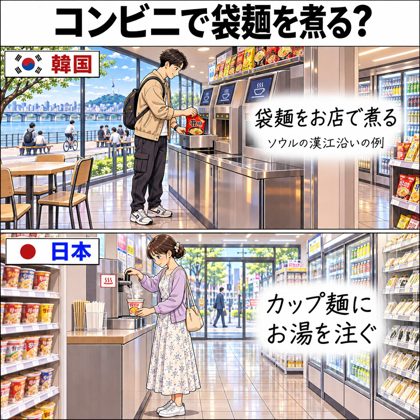 コンビニで袋麺を煮る?
韓国
袋麺をお店で煮る
ソウルの漢江沿いの例
日本
カップ麺に
お湯を注ぐ